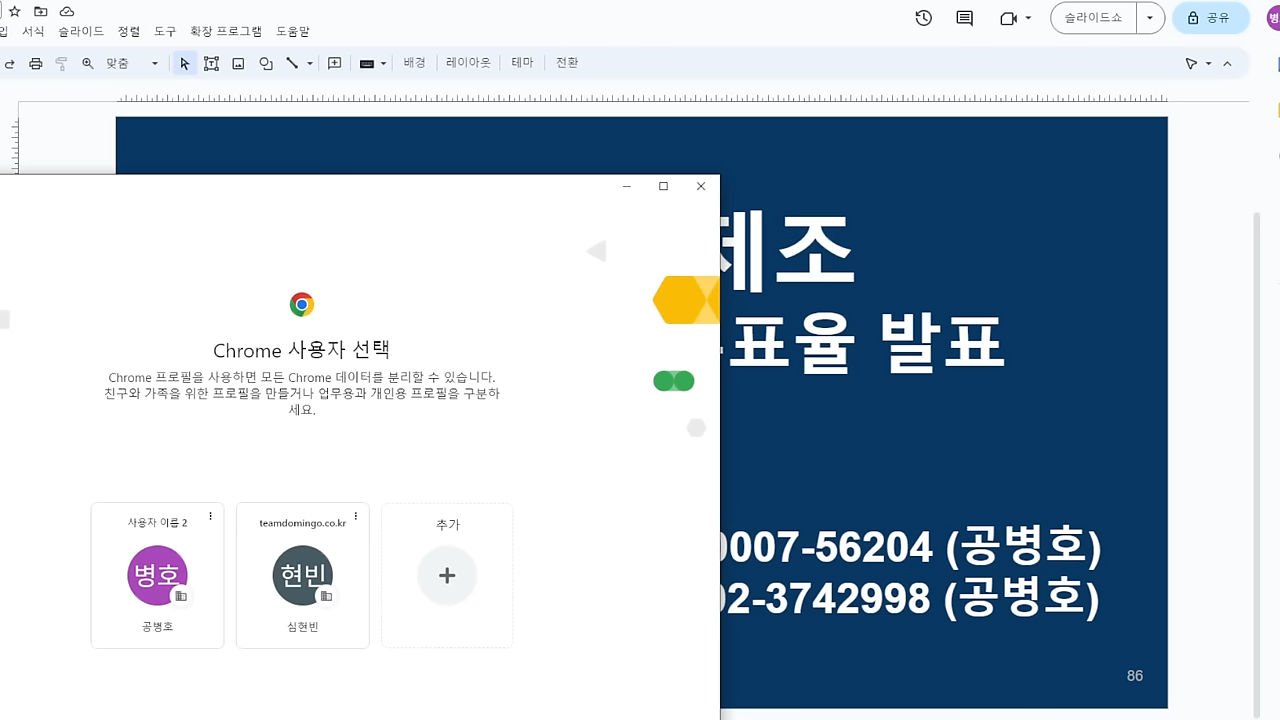 입 서식 슬라이드 정렬 도구 확장 프로그램 도움말
슬라이드쇼
공유
병
맞춤
배경 레이아웃 테마 전환
제조
표율 발표
0007-56204 (공병호)
02-3742998 (공병호)
86
Chrome 사용자 선택
Chrome 프로필을 사용하면 모든 Chrome 데이터를 분리할 수 있습니다.
친구와 가족을 위한 프로필을 만들거나 업무용과 개인용 프로필을 구분하
세요.
사용자 이름 2
병호
공병호
teamdomingo.co.kr
현빈
심현빈
추가